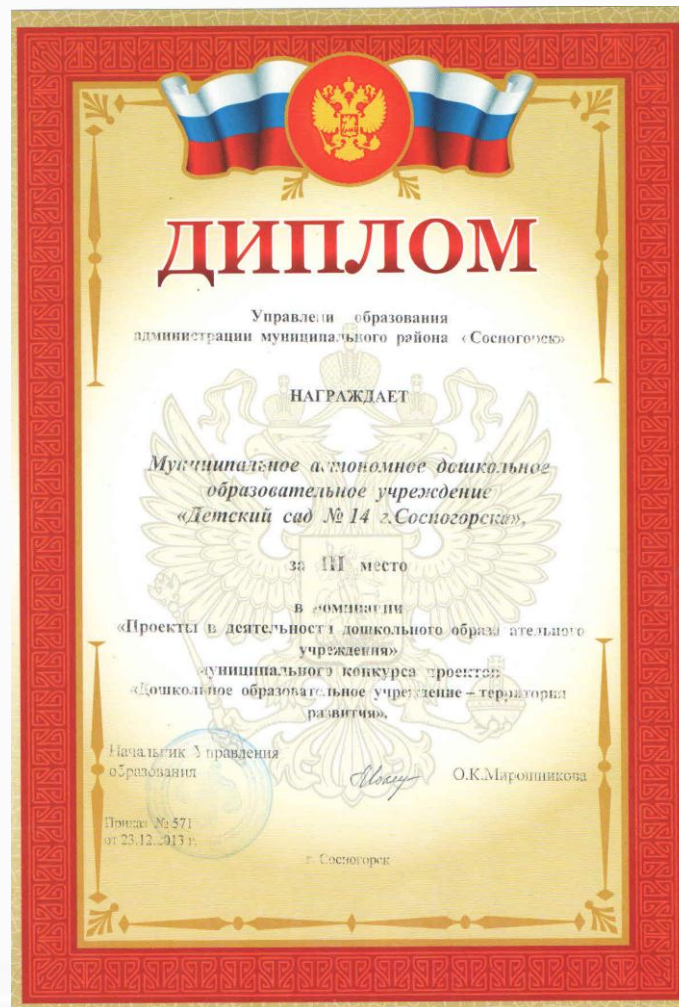 ДИПЛОМ
Управлени образования
администрации муниципального района «Сосногорск»
НАГРАЖДАЕТ
Муниципальное автономное дошкольное
образовательное учреждение
«Детский сад № 14 г.Сосногорска»,
за III место
в номинации
«Проекты в деятельности дошкольного образовательного
учреждения»
муниципального конкурса проектов
«Дошкольное образовательное учреждение – территория
развития».
Начальник Управления
образования
О.К.Мирошникова
Приказ № 571
от 23.12.2013 г.
г. Сосногорск